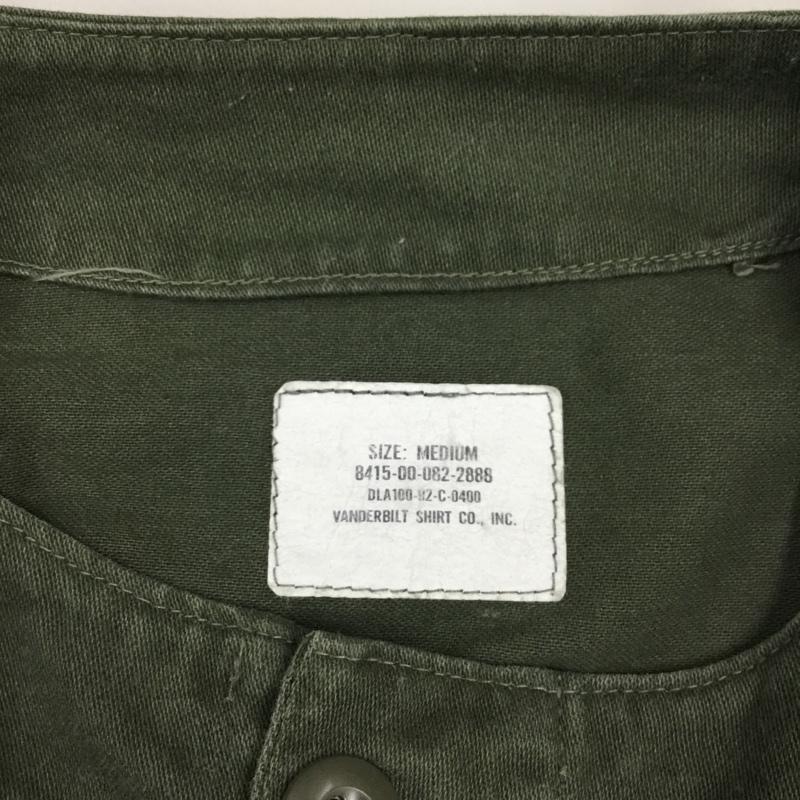 SIZE: MEDIUM
8415-00-082-2888
DLA100-82-C-0400
VANDERBILT SHIRT CO., INC.